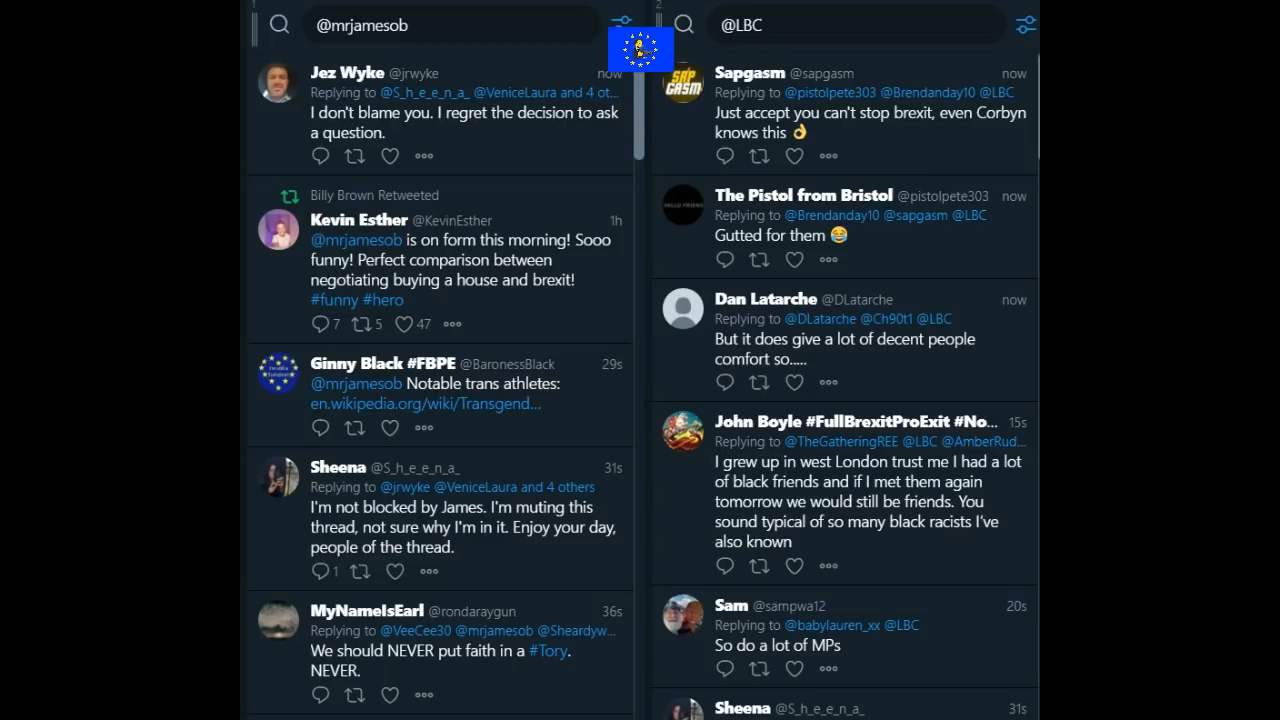 1
@mrjamesob
Jez Wyke @jrwyke now
Replying to @S_h_e_e_n_a_ @VeniceLaura and 4 ot...
I don't blame you. I regret the decision to ask
a question.
Billy Brown Retweeted
Kevin Esther @KevinEsther 1h
@mrjamesob is on form this morning! Sooo
funny! Perfect comparison between
negotiating buying a house and brexit!
#funny #hero
7 5 47
Ginny Black #FBPE @BaronessBlack 29s
@mrjamesob Notable trans athletes:
en.wikipedia.org/wiki/Transgend...
Sheena @S_h_e_e_n_a_ 31s
Replying to @jrwyke @VeniceLaura and 4 others
I'm not blocked by James. I'm muting this
thread, not sure why I'm in it. Enjoy your day,
people of the thread.
1
MyNameIsEarl @rondaraygun 36s
Replying to @VeeCee30 @mrjamesob @Sheardyw...
We should NEVER put faith in a #Tory.
NEVER.
2
@LBC
SAP
GASM
Sapgasm @sapgasm now
Replying to @pistolpete303 @Brendanday10 @LBC
Just accept you can't stop brexit, even Corbyn
knows this 👌
The Pistol from Bristol @pistolpete303 now
Replying to @Brendanday10 @sapgasm @LBC
Gutted for them 😂
Dan Latarche @DLatarche now
Replying to @DLatarche @Ch90t1 @LBC
But it does give a lot of decent people
comfort so.....
John Boyle #FullBrexitProExit #No... 15s
Replying to @TheGatheringREE @LBC @AmberRud...
I grew up in west London trust me I had a lot
of black friends and if I met them again
tomorrow we would still be friends. You
sound typical of so many black racists I've
also known
Sam @sampwa12 20s
Replying to @babylauren_xx @LBC
So do a lot of MPs
Sheena @S_h_e_e_n_a_ 31s